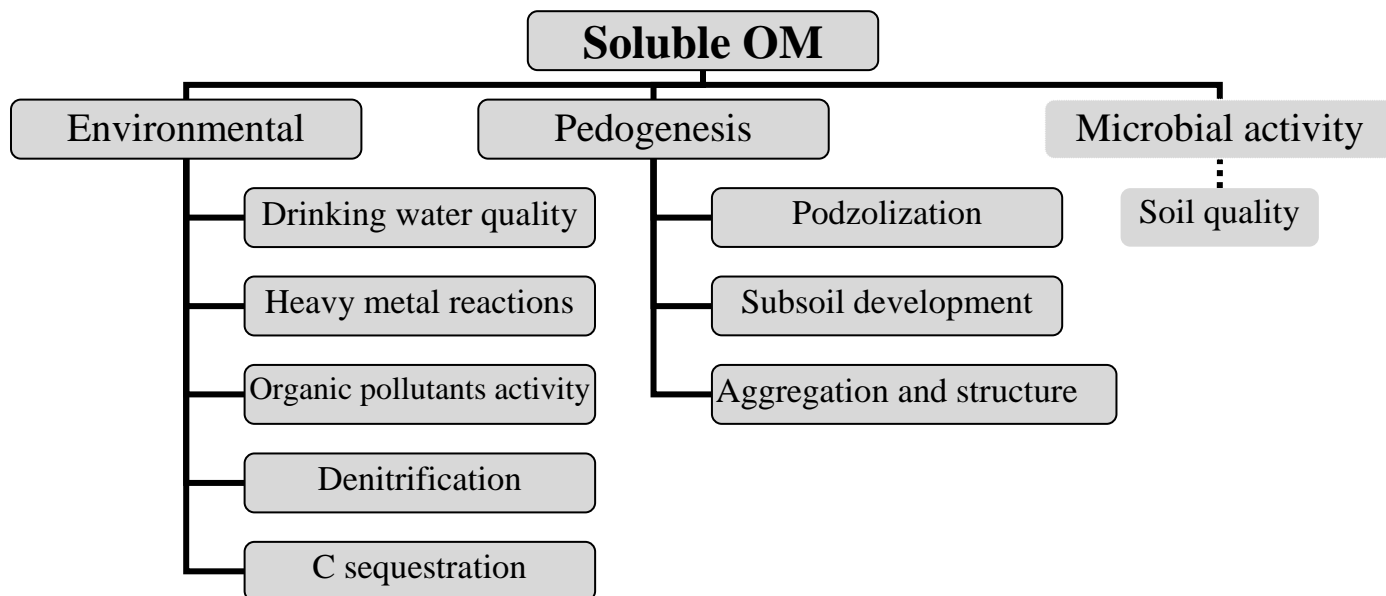 Soluble OM
Environmental
Pedogenesis
Microbial activity
Drinking water quality
Podzolization
Soil quality
Heavy metal reactions
Subsoil development
Organic pollutants activity
Aggregation and structure
Denitrification
C sequestration